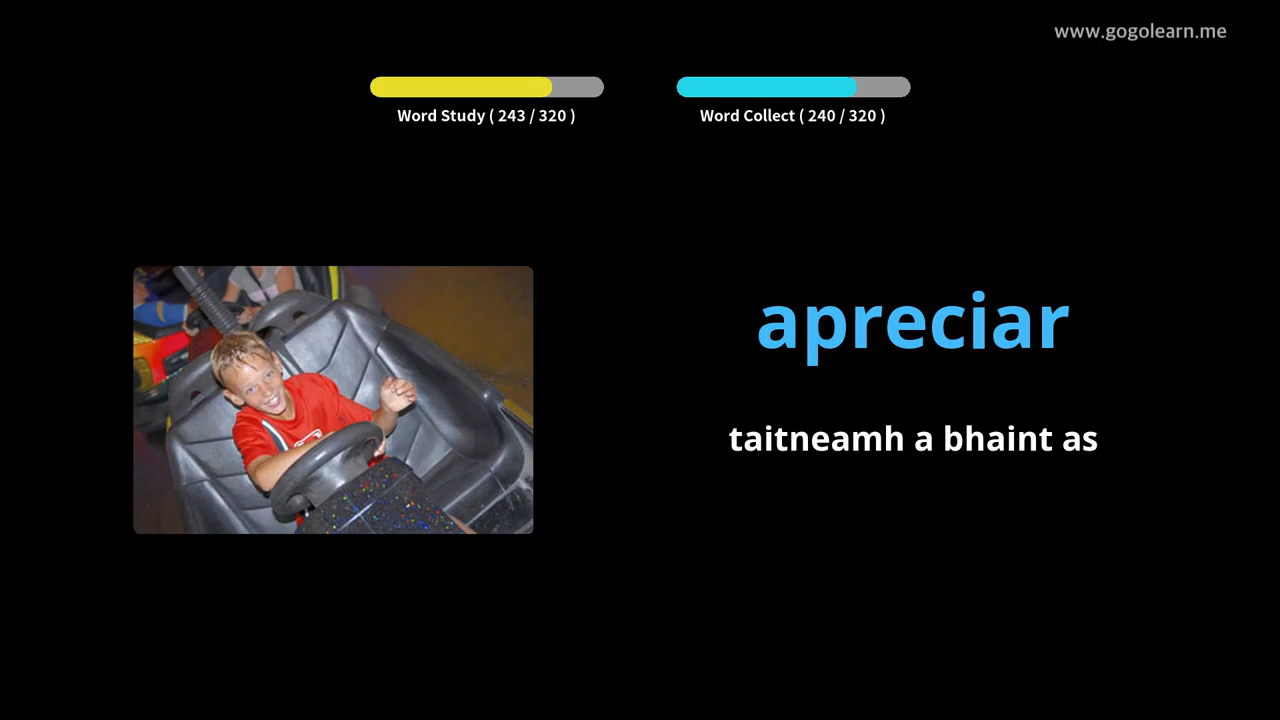 www.gogolearn.me
Word Study ( 243 / 320 )
Word Collect ( 240 / 320 )
apreciar
taitneamh a bhaint as